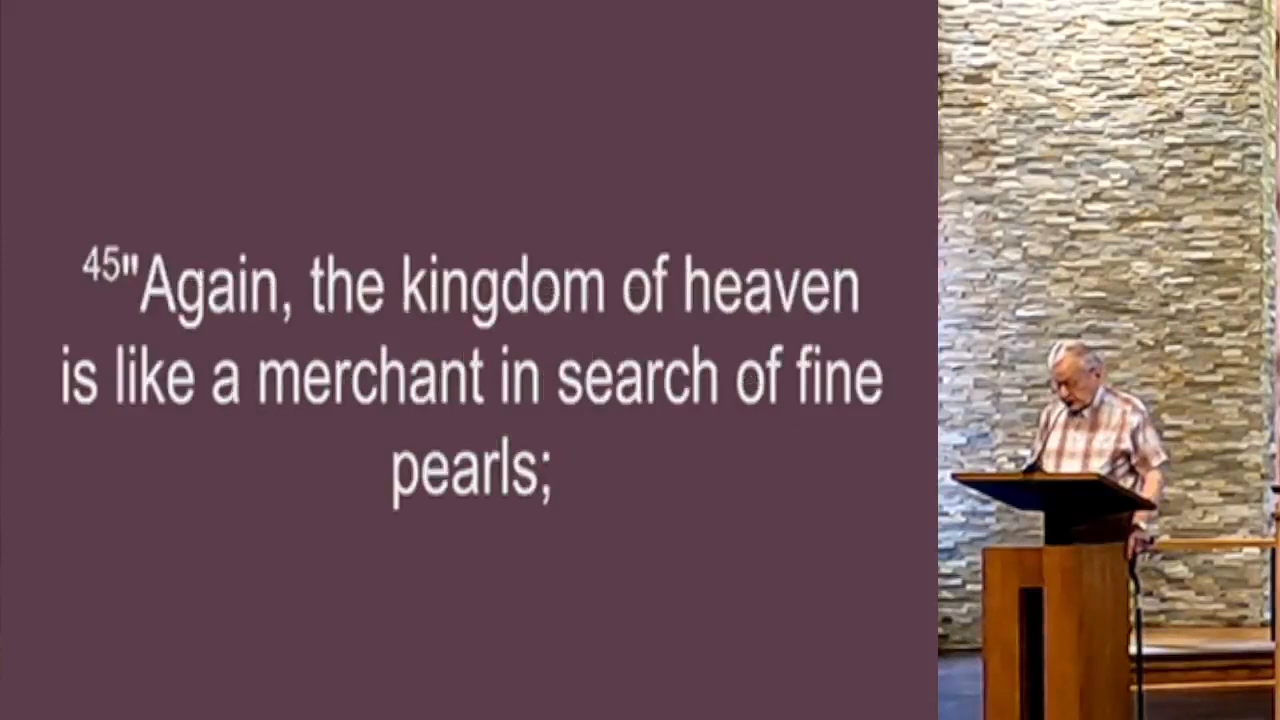 45"Again, the kingdom of heaven
is like a merchant in search of fine
pearls;